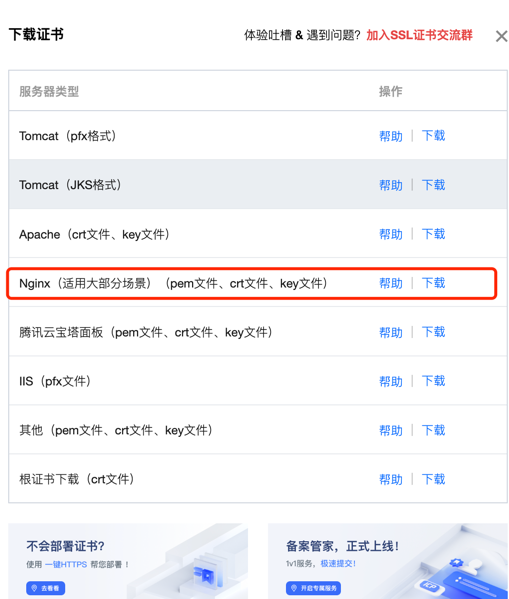 下载证书 体验吐槽 & 遇到问题？加入SSL证书交流群
服务器类型 操作
Tomcat（pfx格式） 帮助 下载
Tomcat（JKS格式） 帮助 下载
Apache（crt文件、key文件） 帮助 下载
Nginx（适用大部分场景）（pem文件、crt文件、key文件） 帮助 下载
腾讯云宝塔面板（pem文件、crt文件、key文件） 帮助 下载
IIS（pfx文件） 帮助 下载
其他（pem文件、crt文件、key文件） 帮助 下载
根证书下载（crt文件） 帮助 下载
不会部署证书？
使用 一键HTTPS 帮您部署！
去看看
备案管家，正式上线！
1v1服务，极速提交！
开启专属服务
ICP